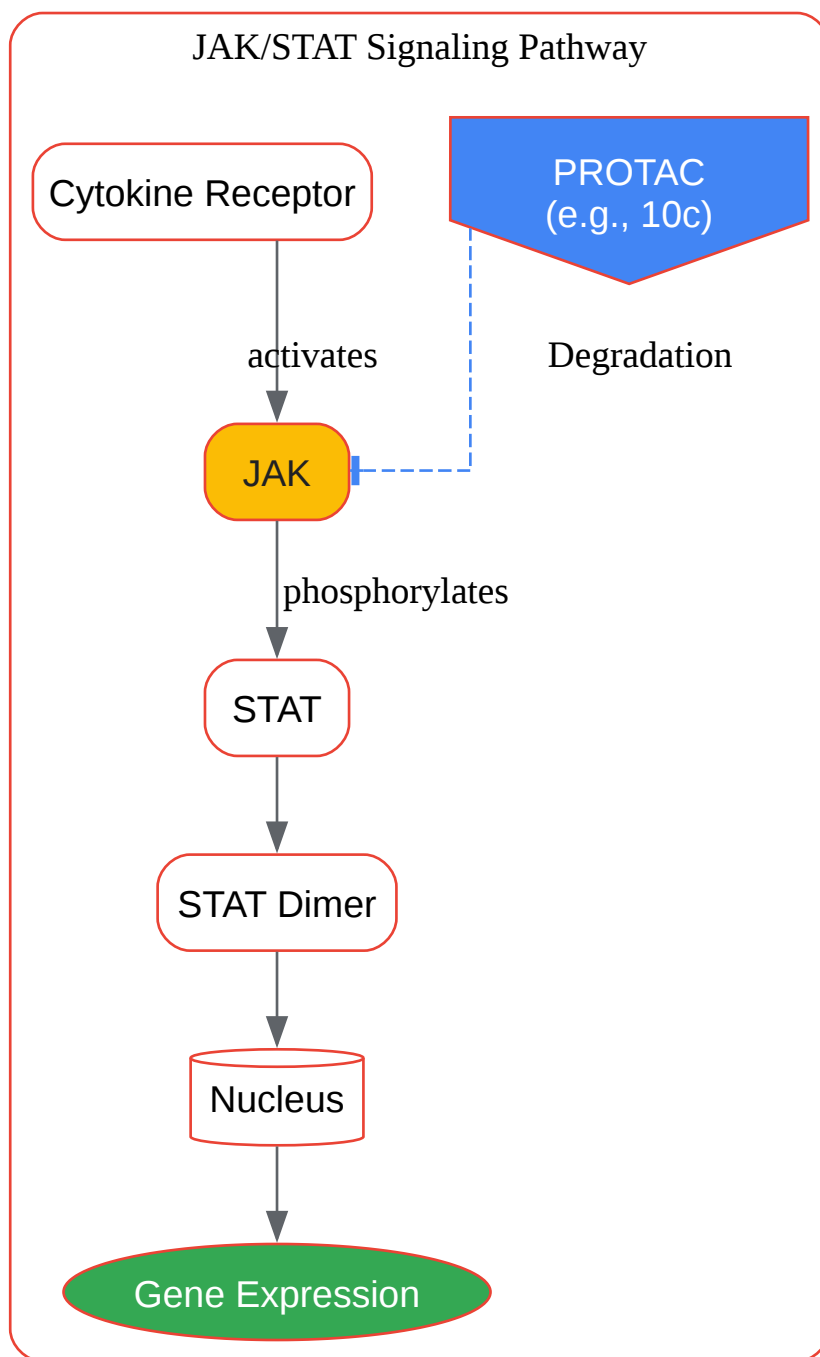 JAK/STAT Signaling Pathway
Cytokine Receptor
PROTAC
(e.g., 10c)
activates
Degradation
JAK
phosphorylates
STAT
STAT Dimer
Nucleus
Gene Expression